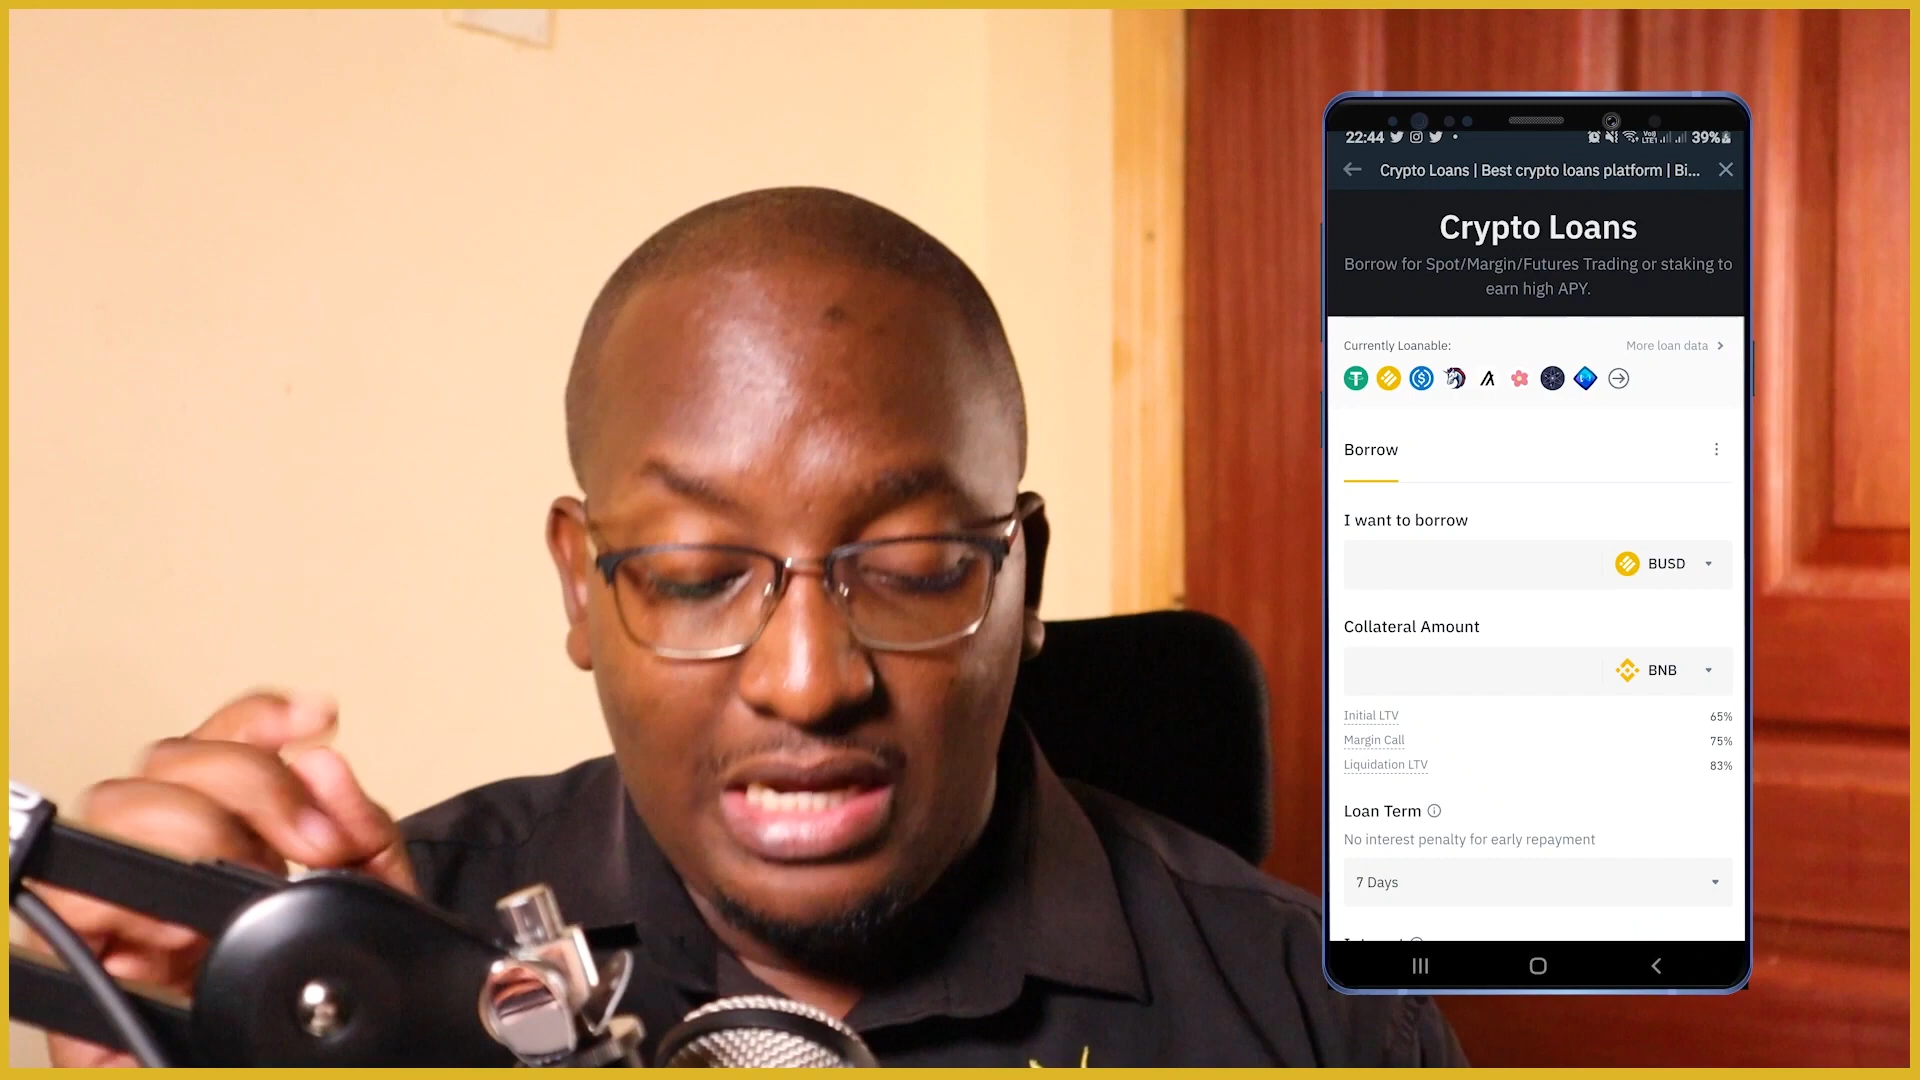 22:44
39%
Crypto Loans | Best crypto loans platform | Bi...
Crypto Loans
Borrow for Spot/Margin/Futures Trading or staking to
earn high APY.
Currently Loanable:
More loan data
Borrow
I want to borrow
BUSD
Collateral Amount
BNB
Initial LTV
65%
Margin Call
75%
Liquidation LTV
83%
Loan Term
No interest penalty for early repayment
7 Days